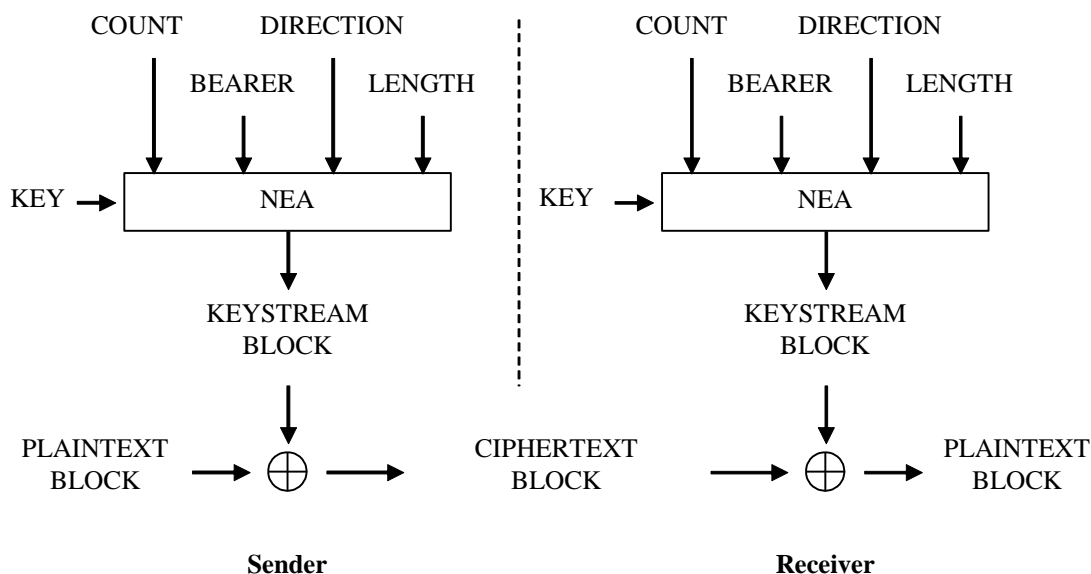 COUNT DIRECTION COUNT DIRECTION
BEARER LENGTH BEARER LENGTH
KEY NEA KEY NEA
KEYSTREAM KEYSTREAM
BLOCK BLOCK
PLAINTEXT CIPHERTEXT PLAINTEXT
BLOCK BLOCK BLOCK
Sender Receiver